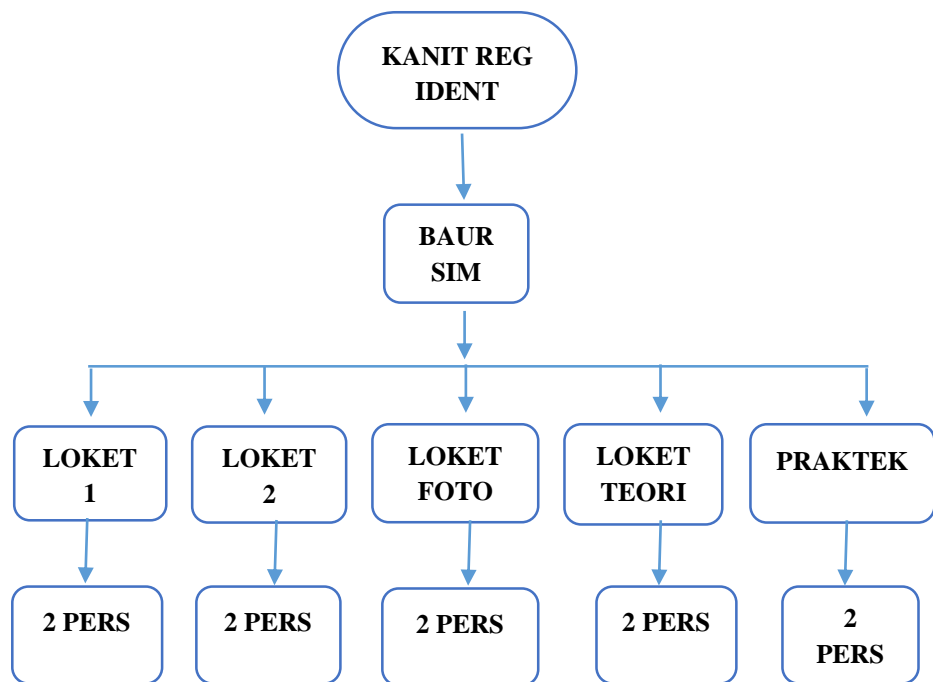 KANIT REG
IDENT
BAUR
SIM
LOKET
1
LOKET
2
LOKET
FOTO
LOKET
TEORI
PRAKTEK
2 PERS
2 PERS
2 PERS
2 PERS
2
PERS